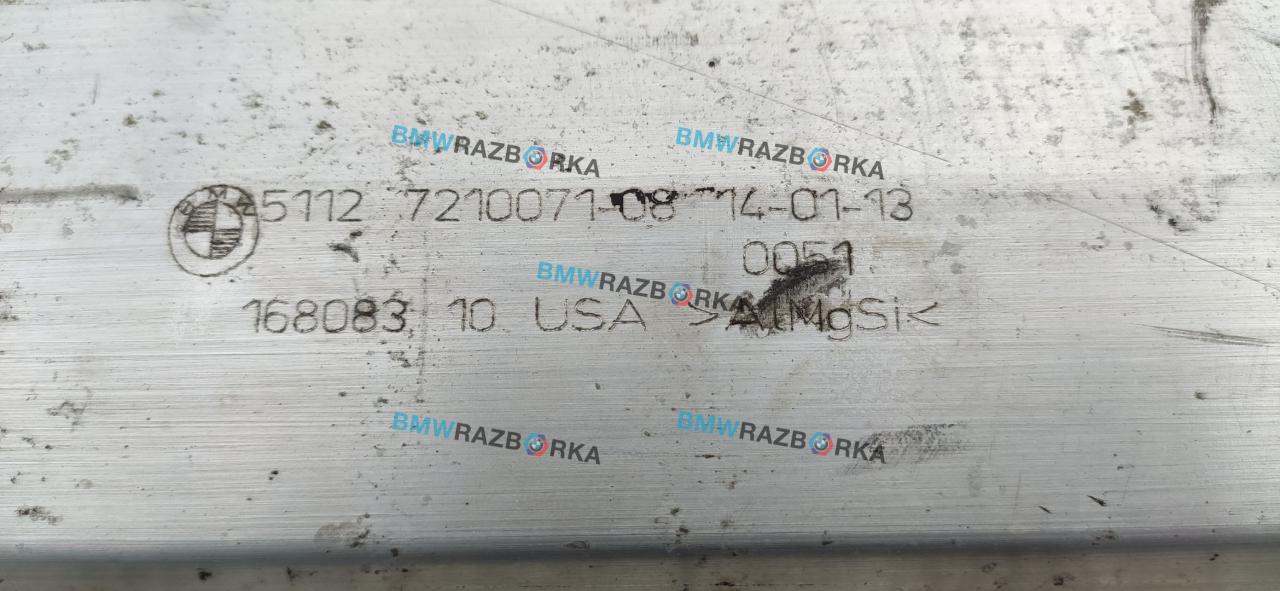 BMWRAZBORKA BMWRAZBORKA
BMW 5112 7210071-08 14-01-13
0051
BMWRAZBORKA
168083 10 USA >AlMgSi<
BMWRAZBORKA BMWRAZBORKA